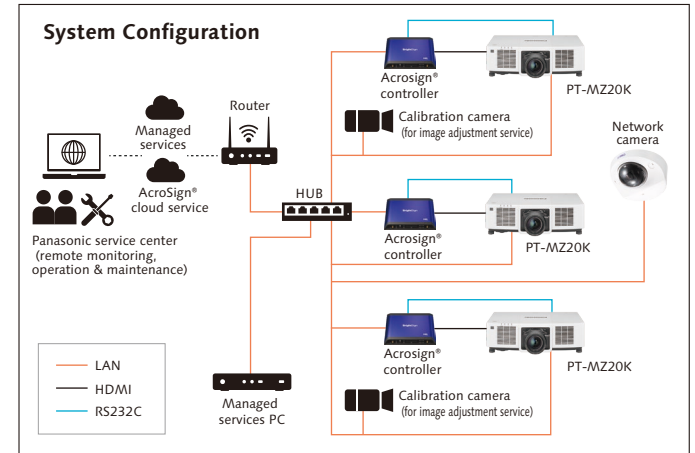 System Configuration
Acrosign®
controller
PT-MZ20K
Router
Managed
services
Calibration camera
(for image adjustment service)
Network
camera
AcroSign®
cloud service
HUB
Panasonic service center
(remote monitoring,
operation & maintenance)
Acrosign®
controller
PT-MZ20K
Acrosign®
controller
PT-MZ20K
LAN
HDMI
RS232C
Managed
services PC
Calibration camera
(for image adjustment service)